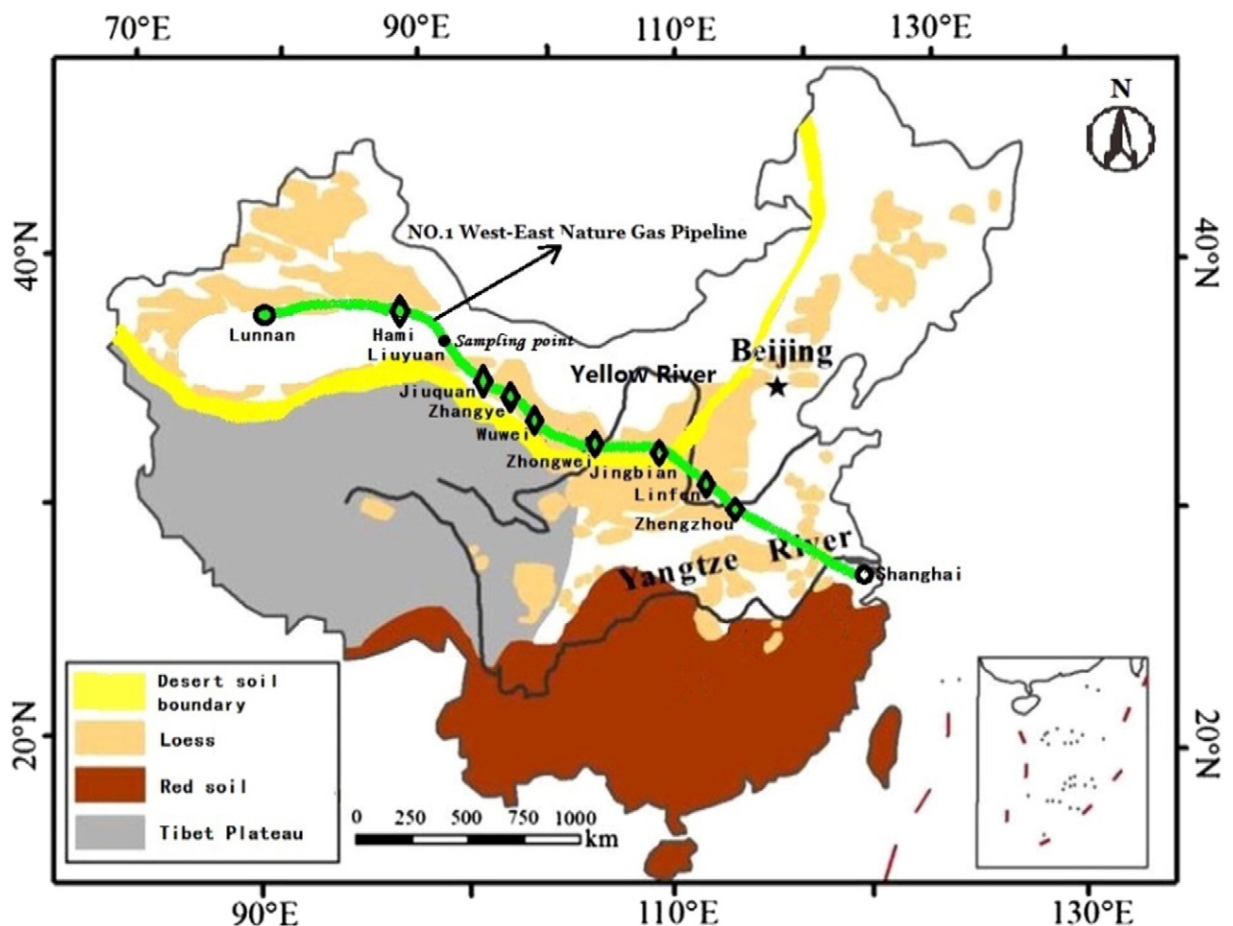 70°E
90°E
110°E
130°E
N
40°N
40°N
NO.1 West-East Nature Gas Pipeline
Lunnan
Hami
Liuyuan
Sampling point
Beijing
Yellow River
Jiuquan
Zhangye
Wuwei
Zhongwei
Jingbian
Linfen
Zhengzhou
Yangtze River
Shanghai
Desert soil
boundary
Loess
Red soil
Tibet Plateau
20°N
20°N
0 250 500 750 1000
km
90°E
110°E
130°E